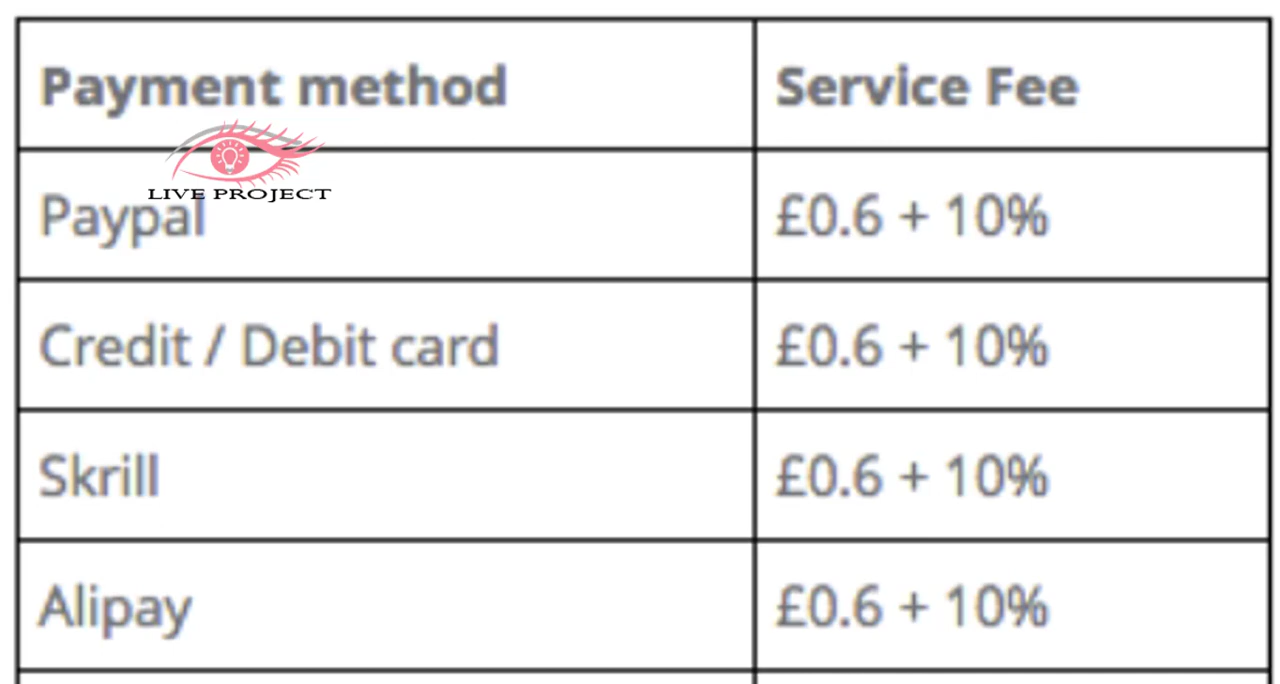 Payment method Service Fee
LIVE PROJECT
Paypal £0.6 + 10%
Credit / Debit card £0.6 + 10%
Skrill £0.6 + 10%
Alipay £0.6 + 10%